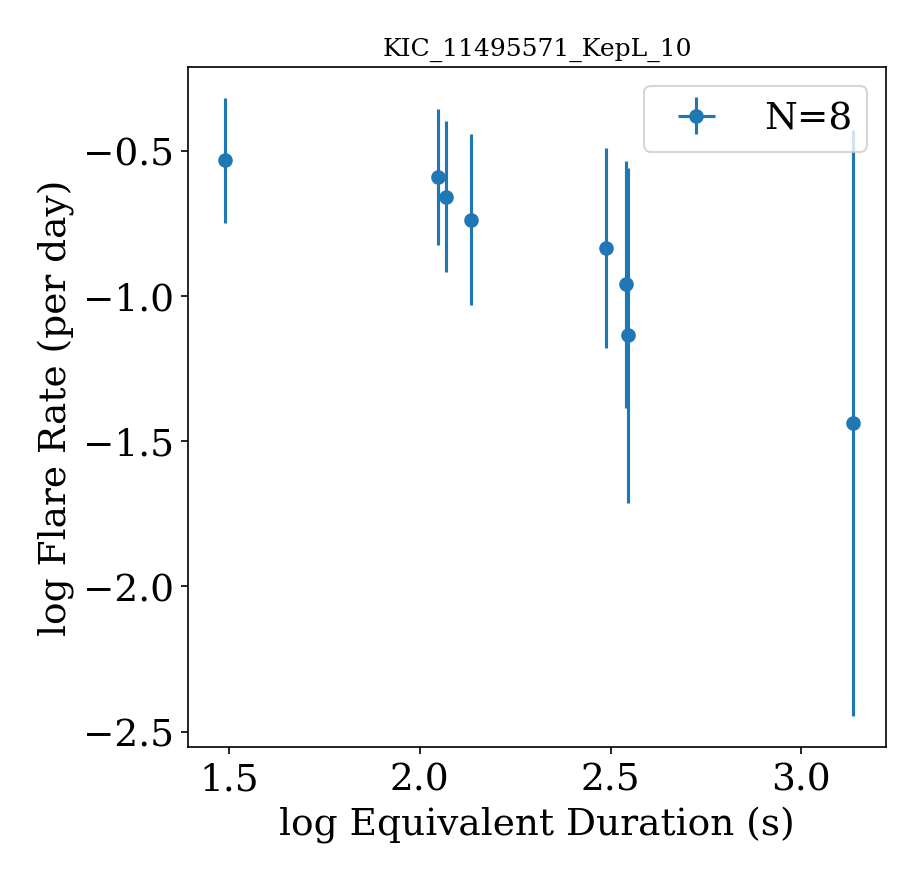 KIC_11495571_KepL_10
N=8
log Flare Rate (per day)
−0.5
−1.0
−1.5
−2.0
−2.5
1.5 2.0 2.5 3.0
log Equivalent Duration (s)